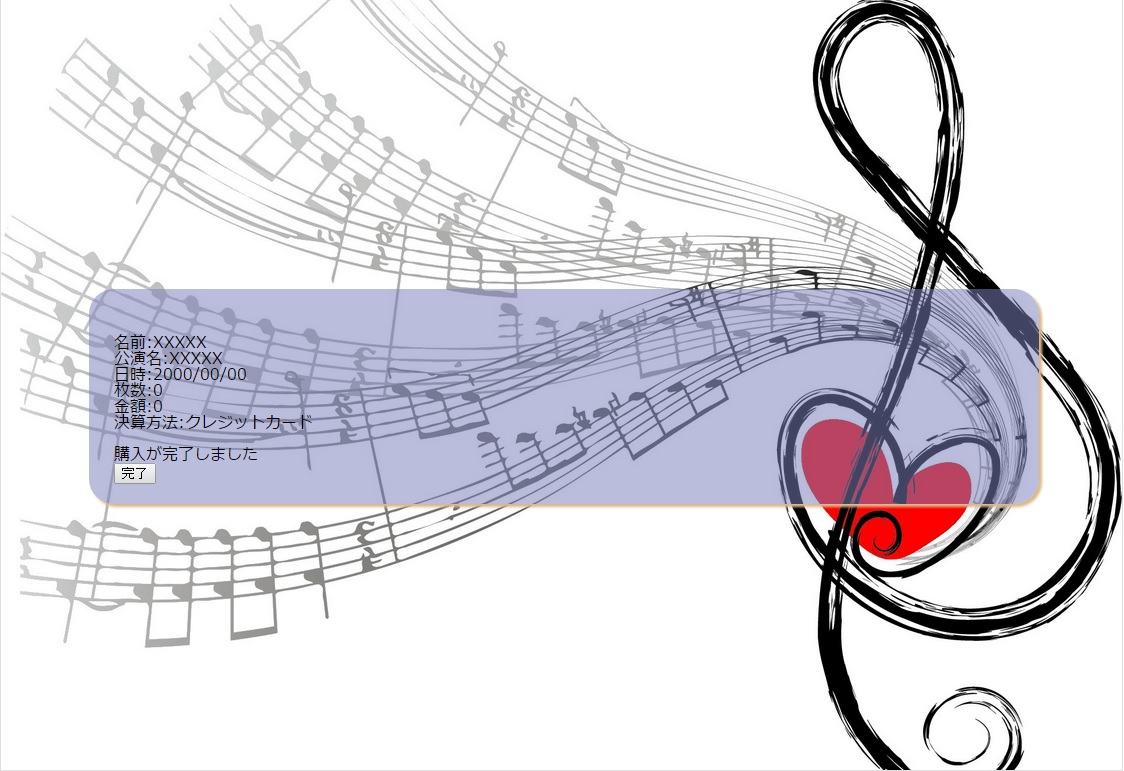 名前:XXXXX
公演名:XXXXX
日時:2000/00/00
枚数:0
金額:0
決算方法:クレジットカード
購入が完了しました
完了